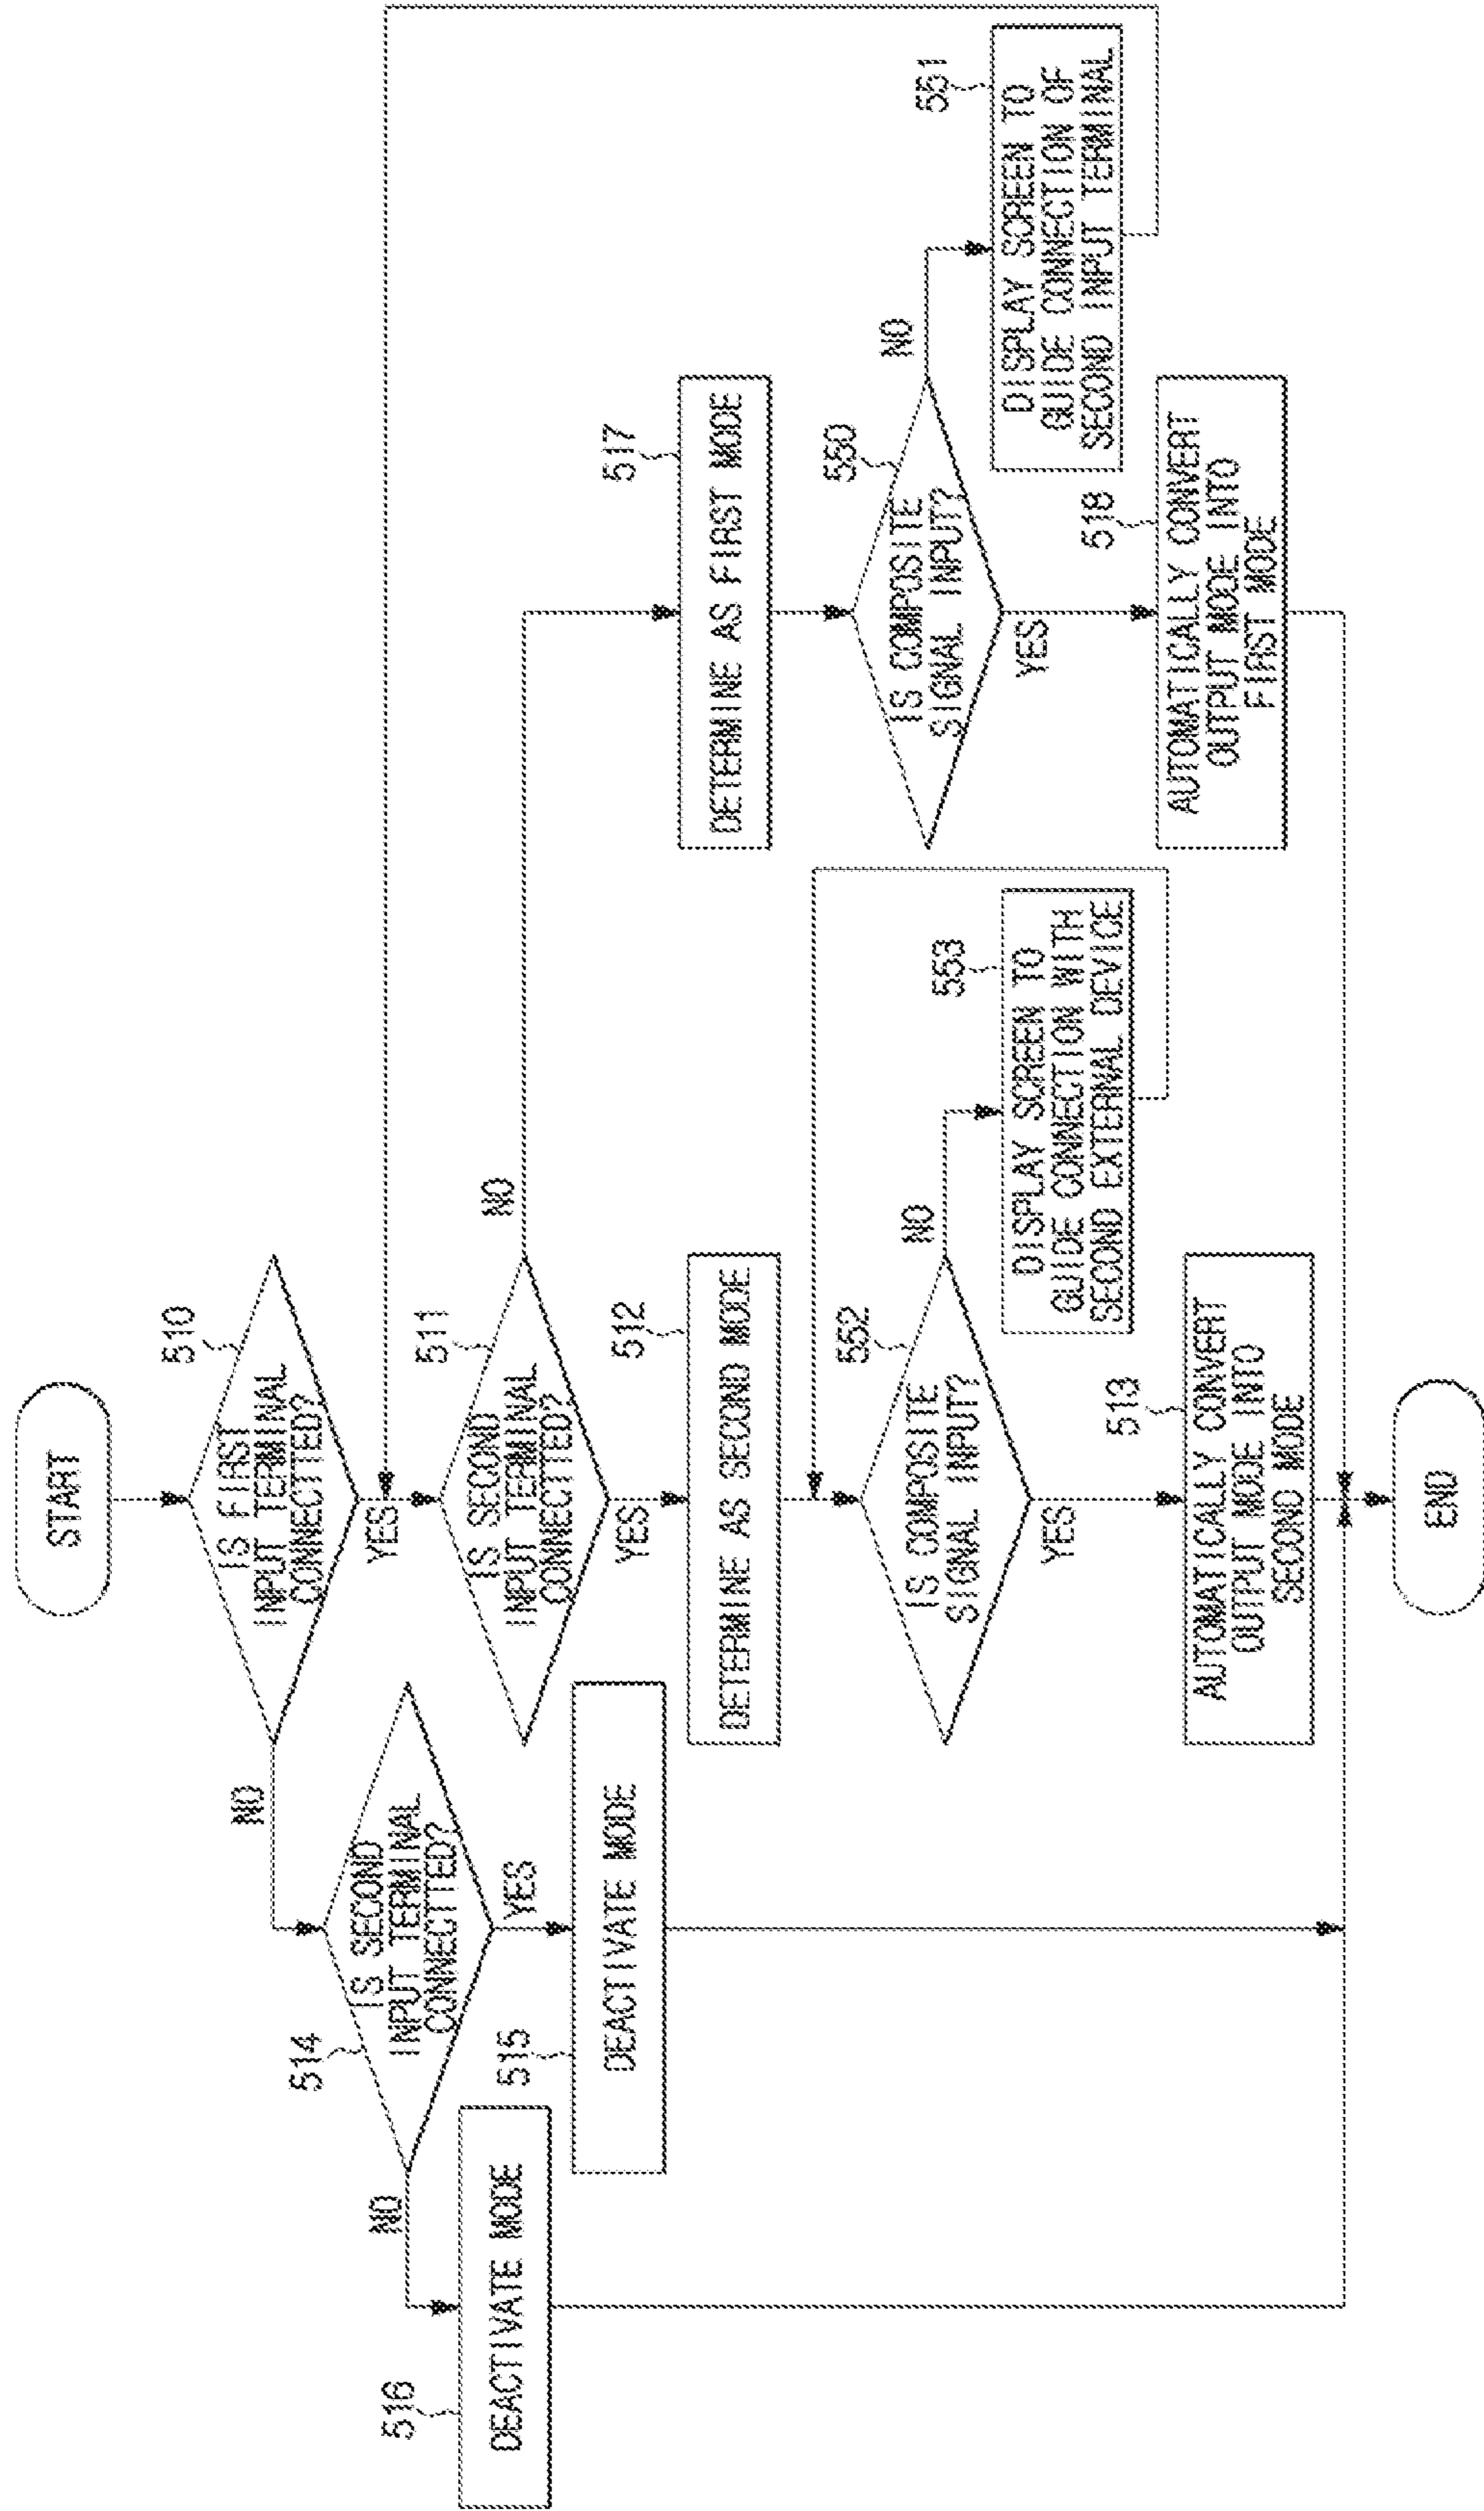 START
510
IS FIRST
INPUT TERMINAL
CONNECTTED?
NO
YES
514
IS SECOND
INPUT TERMINAL
CONNECTTED?
NO
YES
516
DEACTIVATE MODE
515
DEACTIVATE MODE
511
IS SECOND
INPUT TERMINAL
CONNECTED?
NO
YES
512
DETERMINE AS SECOND MODE
552
IS COMPOSITE
SIGNAL INPUT?
NO
YES
553
DISPLAY SCREEN TO
GUIDE CONNECTION WITH
SECOND EXTERNAL DEVICE
513
AUTOMATICALLY CONVERT
OUTPUT MODE INTO
SECOND MODE
517
DETERMINE AS FIRST MODE
550
IS COMPOSITE
SIGNAL INPUT?
NO
YES
551
DISPLAY SCREEN TO
GUIDE CONNECTION OF
SECOND INPUT TERMINAL
518
AUTOMATICALLY CONVERT
OUTPUT MODE INTO
FIRST MODE
END